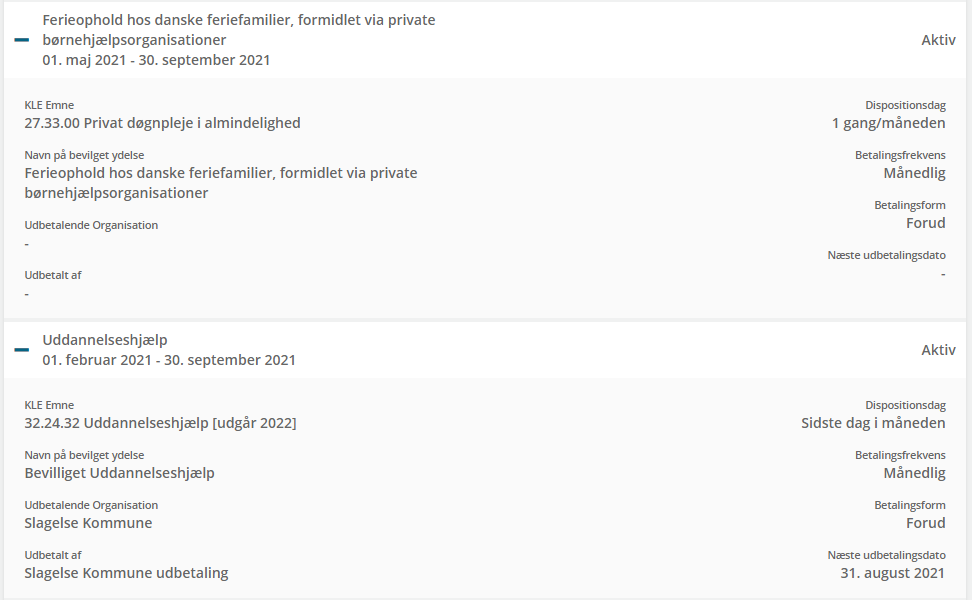 Ferieophold hos danske feriefamilier, formidlet via private
børnehjælpsorganisationer
01. maj 2021 - 30. september 2021
Aktiv
KLE Emne
27.33.00 Privat døgnpleje i almindelighed
Navn på bevilget ydelse
Ferieophold hos danske feriefamilier, formidlet via private
børnehjælpsorganisationer
Udbetalende Organisation
-
Udbetalt af
-
Dispositionsdag
1 gang/måneden
Betalingsfrekvens
Månedlig
Betalingsform
Forud
Næste udbetalingsdato
-
Uddannelseshjælp
01. februar 2021 - 30. september 2021
Aktiv
KLE Emne
32.24.32 Uddannelseshjælp [udgår 2022]
Navn på bevilget ydelse
Bevilliget Uddannelseshjælp
Udbetalende Organisation
Slagelse Kommune
Udbetalt af
Slagelse Kommune udbetaling
Dispositionsdag
Sidste dag i måneden
Betalingsfrekvens
Månedlig
Betalingsform
Forud
Næste udbetalingsdato
31. august 2021